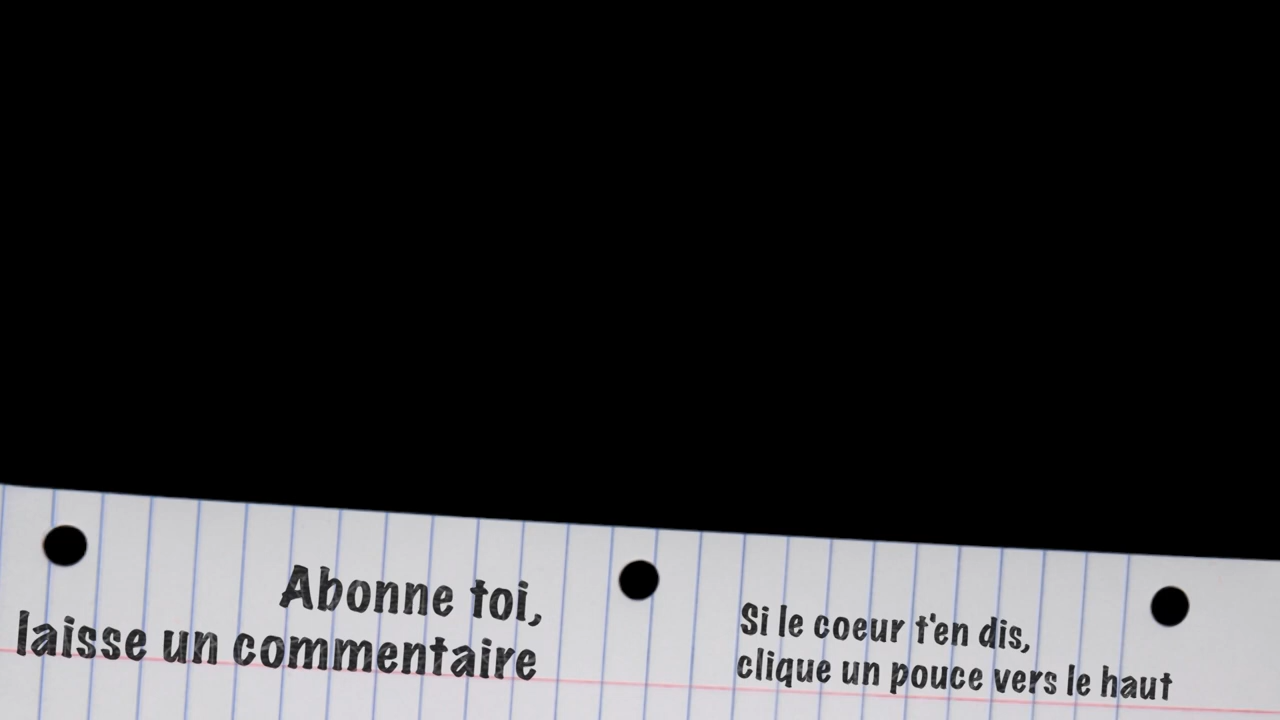 Abonne toi,
laisse un commentaire
Si le coeur t'en dis,
clique un pouce vers le haut